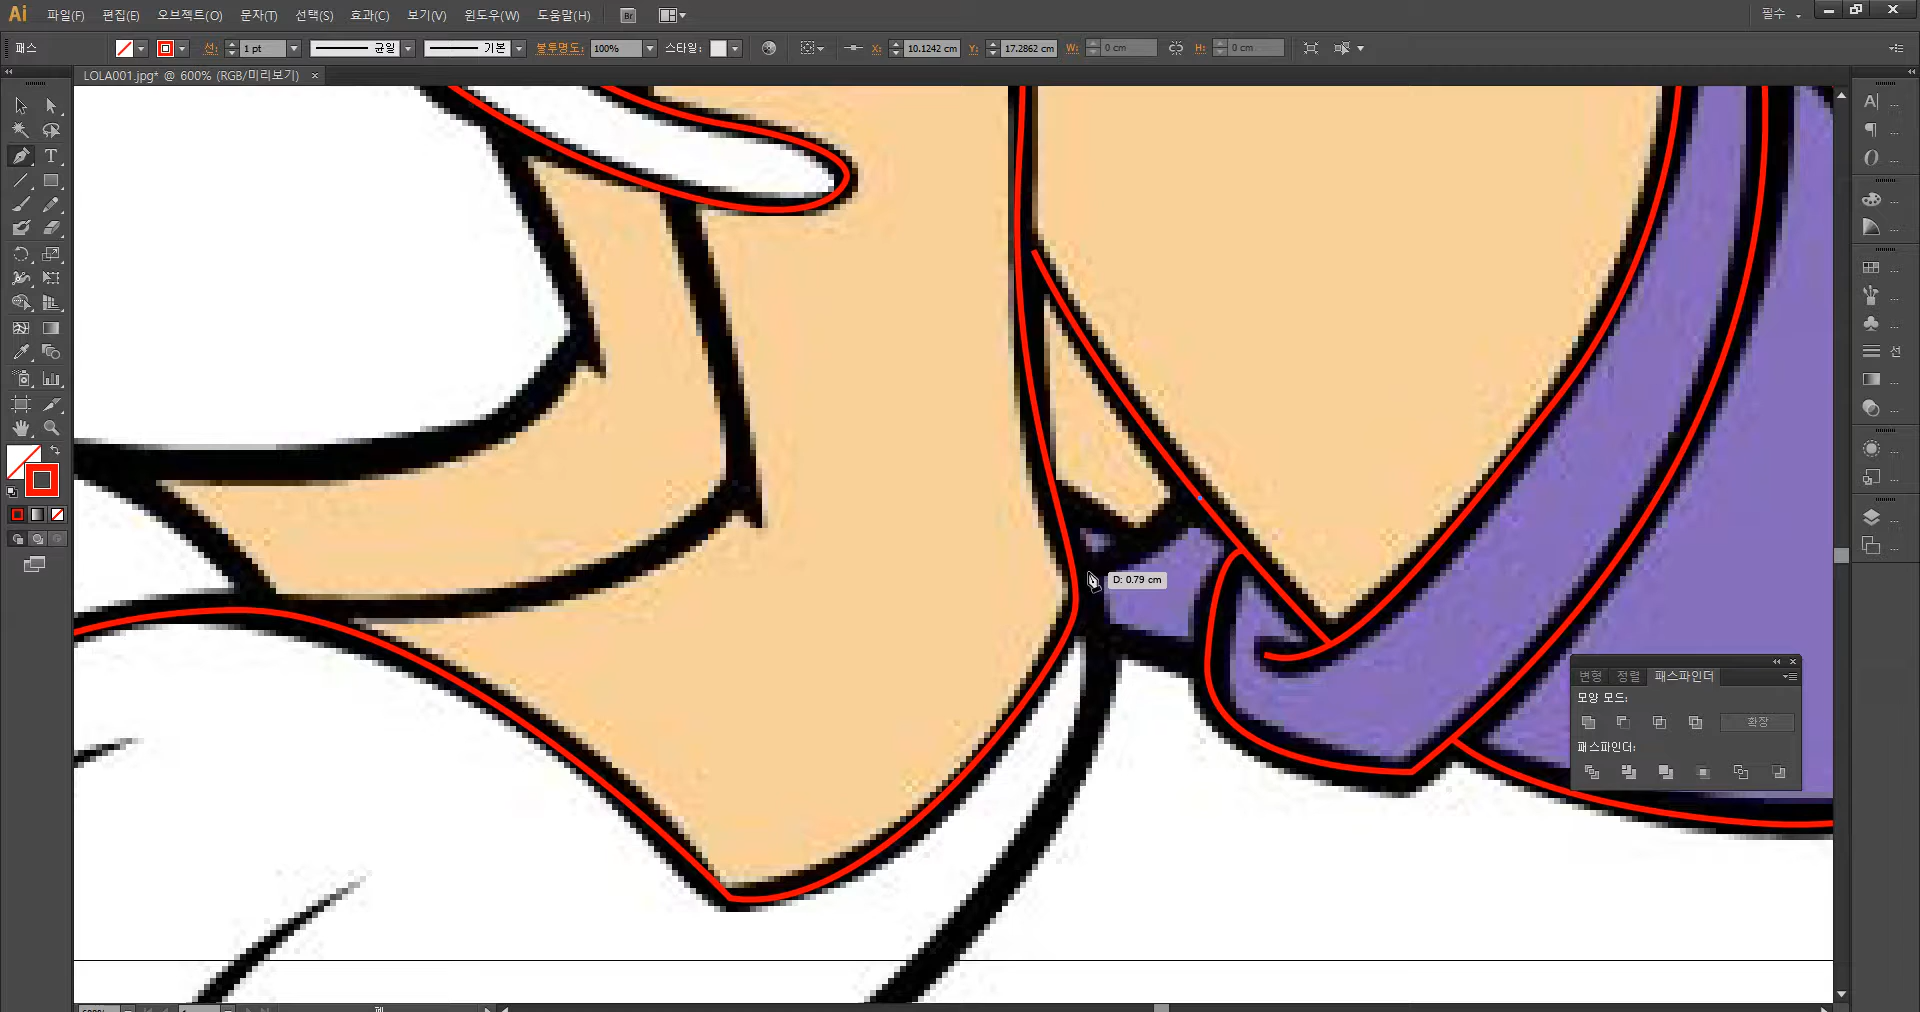 Ai 파일(F) 편집(E) 오브젝트(O) 문자(T) 선택(S) 효과(C) 보기(V) 윈도우(W) 도움말(H) Br 필수
패스 선: 1 pt 균일 기본 불투명도: 100% 스타일: X: 10.1242 cm Y: 17.2862 cm W: 0 cm H: 0 cm
LOLA001.jpg* @ 600% (RGB/미리보기)
선
D: 0.79 cm
변형 정렬 패스파인더
모양 모드:
확장
패스파인더: